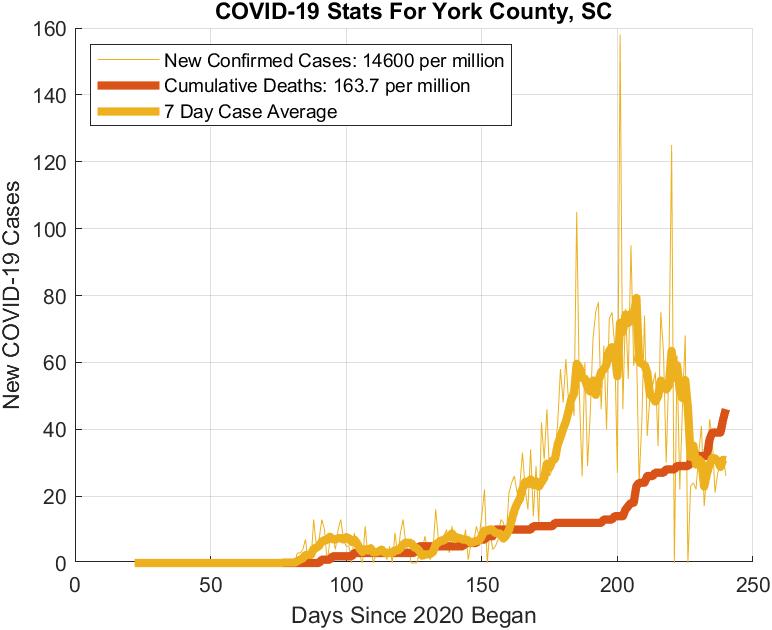 COVID-19 Stats For York County, SC
New Confirmed Cases: 14600 per million
Cumulative Deaths: 163.7 per million
7 Day Case Average
New COVID-19 Cases
160
140
120
100
80
60
40
20
0
0 50 100 150 200 250
Days Since 2020 Began